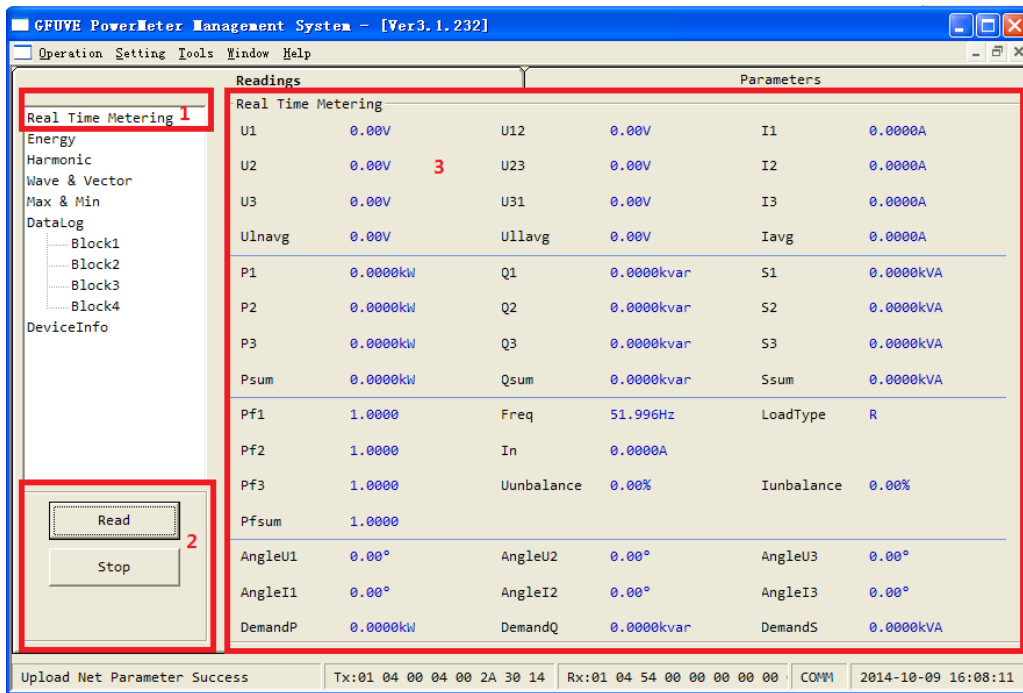 GFUVE PowerMeter Management System - [Ver3.1.232]
Operation Setting Tools Window Help
Readings Parameters
Real Time Metering 1
Energy
Harmonic
Wave & Vector
Max & Min
DataLog
Block1
Block2
Block3
Block4
DeviceInfo
Read
Stop
2
Real Time Metering
U1 0.00V U12 0.00V I1 0.0000A
U2 0.00V 3 U23 0.00V I2 0.0000A
U3 0.00V U31 0.00V I3 0.0000A
Ulnavg 0.00V Ullavg 0.00V Iavg 0.0000A
P1 0.0000kW Q1 0.0000kvar S1 0.0000kVA
P2 0.0000kW Q2 0.0000kvar S2 0.0000kVA
P3 0.0000kW Q3 0.0000kvar S3 0.0000kVA
Psum 0.0000kW Qsum 0.0000kvar Ssum 0.0000kVA
Pf1 1.0000 Freq 51.996Hz LoadType R
Pf2 1.0000 In 0.0000A
Pf3 1.0000 Uunbalance 0.00% Iunbalance 0.00%
Pfsum 1.0000
AngleU1 0.00° AngleU2 0.00° AngleU3 0.00°
AngleI1 0.00° AngleI2 0.00° AngleI3 0.00°
DemandP 0.0000kW DemandQ 0.0000kvar DemandS 0.0000kVA
Upload Net Parameter Success Tx:01 04 00 04 00 2A 30 14 Rx:01 04 54 00 00 00 00 00 COMM 2014-10-09 16:08:11